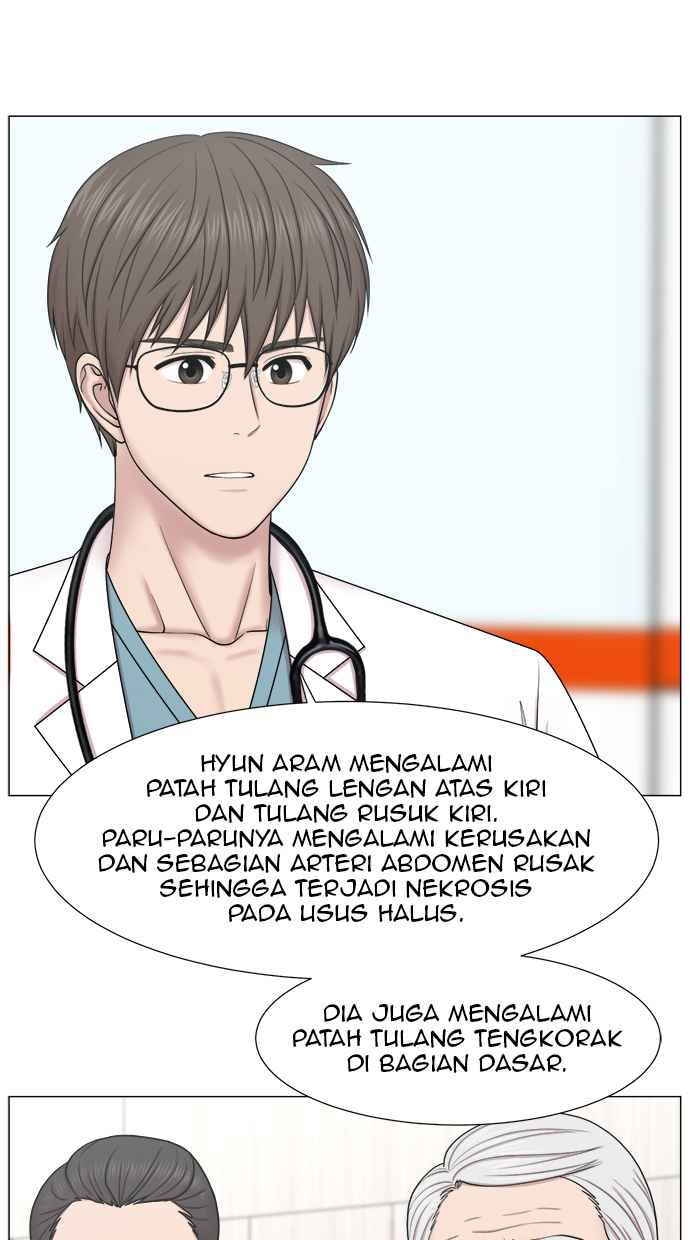 HYUN ARAM MENGALAMI
PATAH TULANG LENGAN ATAS KIRI
DAN TULANG RUSUK KIRI.
PARU-PARUNYA MENGALAMI KERUSAKAN
DAN SEBAGIAN ARTERI ABDOMEN RUSAK
SEHINGGA TERJADI NEKROSIS
PADA USUS HALUS.
DIA JUGA MENGALAMI
PATAH TULANG TENGKORAK
DI BAGIAN DASAR.